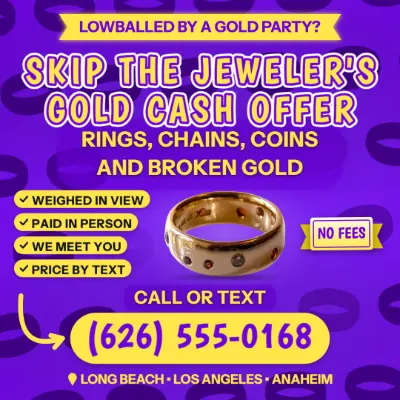 LOWBALLED BY A GOLD PARTY?
SKIP THE JEWELER'S
GOLD CASH OFFER
RINGS, CHAINS, COINS
AND BROKEN GOLD
✓ WEIGHED IN VIEW
✓ PAID IN PERSON
✓ WE MEET YOU
✓ PRICE BY TEXT
NO FEES
CALL OR TEXT
(626) 555-0168
LONG BEACH • LOS ANGELES • ANAHEIM